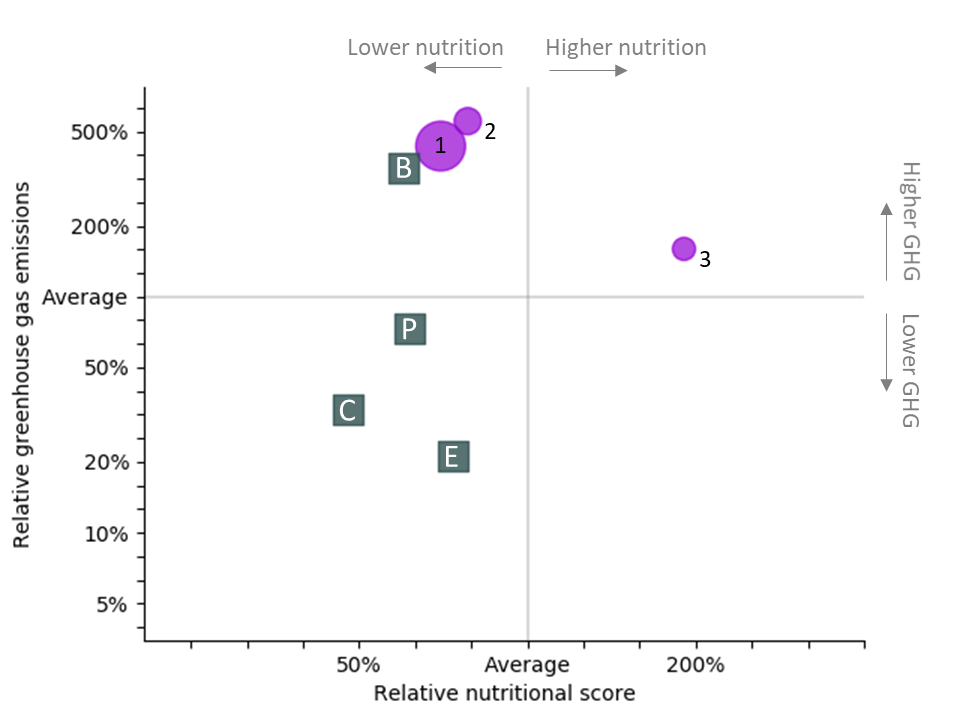 Lower nutrition
Higher nutrition
500%
200%
Average
50%
20%
10%
5%
Relative greenhouse gas emissions
1
2
B
3
P
C
E
Higher GHG
Lower GHG
50%
Average
200%
Relative nutritional score